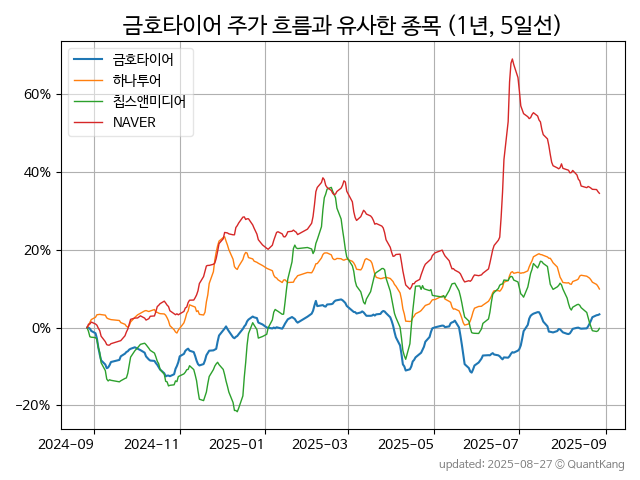 금호타이어 주가 흐름과 유사한 종목 (1년, 5일선)
금호타이어
하나투어
칩스앤미디어
NAVER
60%
40%
20%
0%
−20%
2024-09 2024-11 2025-01 2025-03 2025-05 2025-07 2025-09
updated: 2025-08-27 © QuantKang